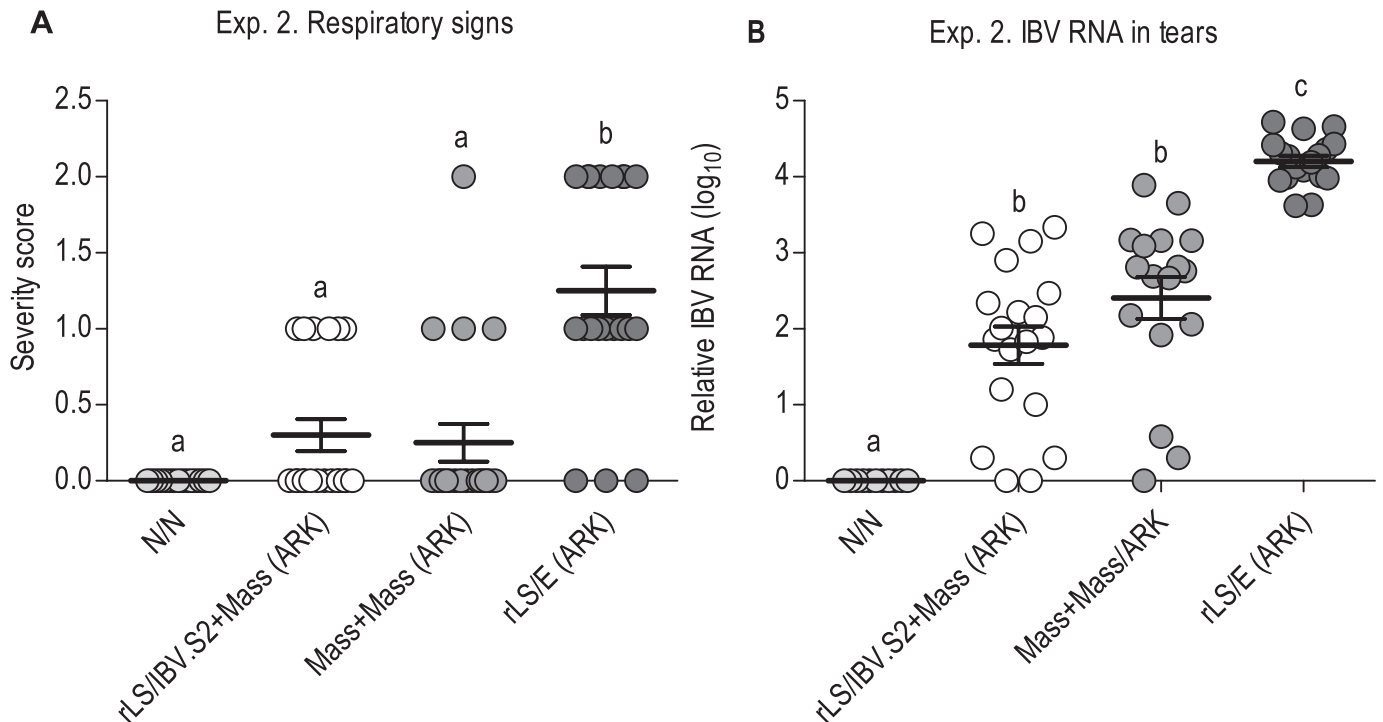 A
Exp. 2. Respiratory signs
Severity score
2.5
2.0
1.5
1.0
0.5
0.0
a
a
a
b
N/N
rLS/IBV.S2+Mass (ARK)
Mass+Mass (ARK)
rLS/E (ARK)
B
Exp. 2. IBV RNA in tears
Relative IBV RNA (log10)
5
4
3
2
1
0
a
b
b
c
N/N
rLS/IBV.S2+Mass (ARK)
Mass+Mass/ARK
rLS/E (ARK)